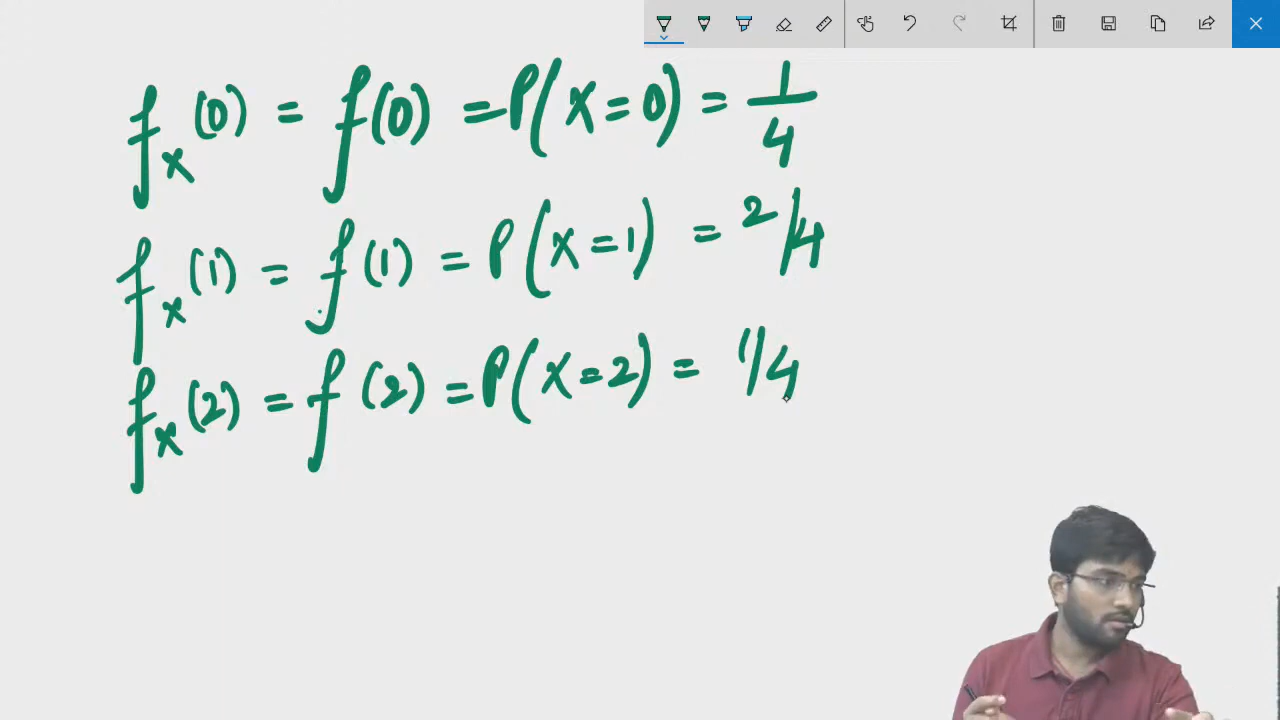 fₓ(0) = f(0) = P(X=0) = 1/4
fₓ(1) = f(1) = P(X=1) = 2/4
fₓ(2) = f(2) = P(X=2) = 1/4